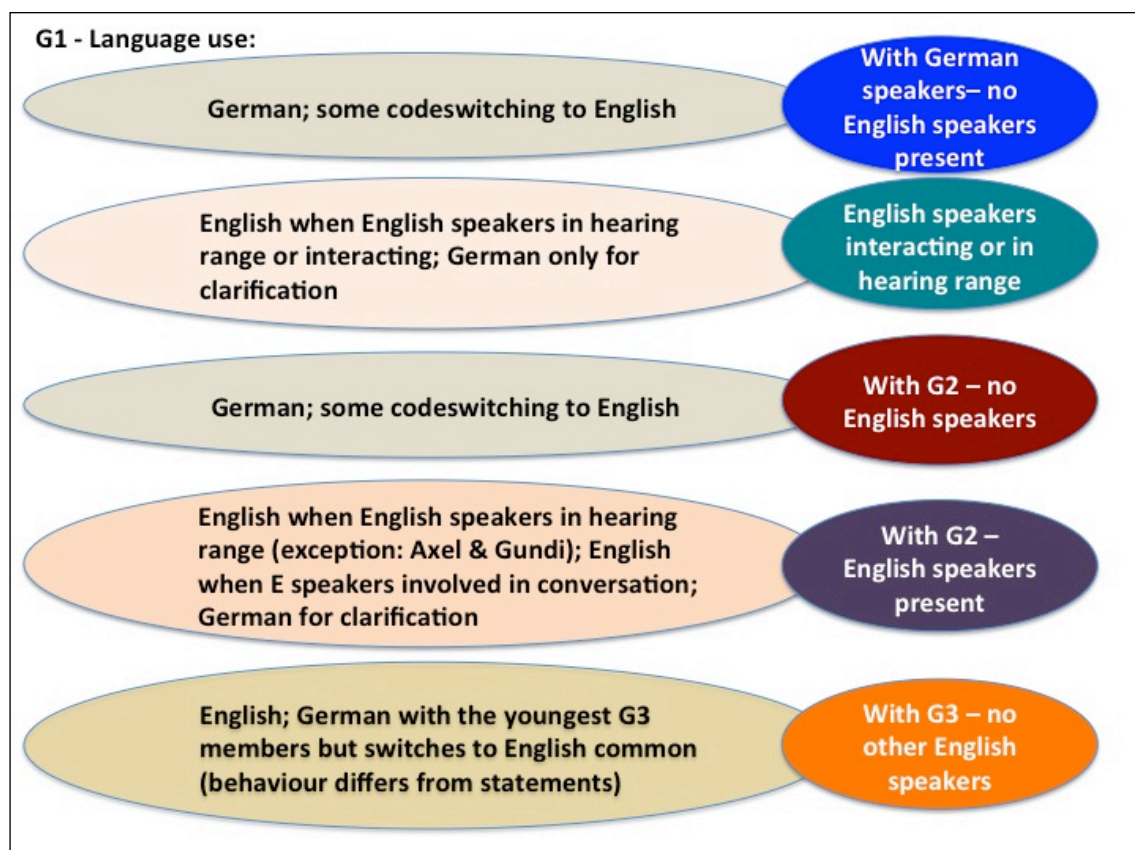 G1 - Language use:
German; some codeswitching to English
With German
speakers– no
English speakers
present
English when English speakers in hearing
range or interacting; German only for
clarification
English speakers
interacting or in
hearing range
German; some codeswitching to English
With G2 – no
English speakers
English when English speakers in hearing
range (exception: Axel & Gundi); English
when E speakers involved in conversation;
German for clarification
With G2 –
English speakers
present
English; German with the youngest G3
members but switches to English common
(behaviour differs from statements)
With G3 – no
other English
speakers